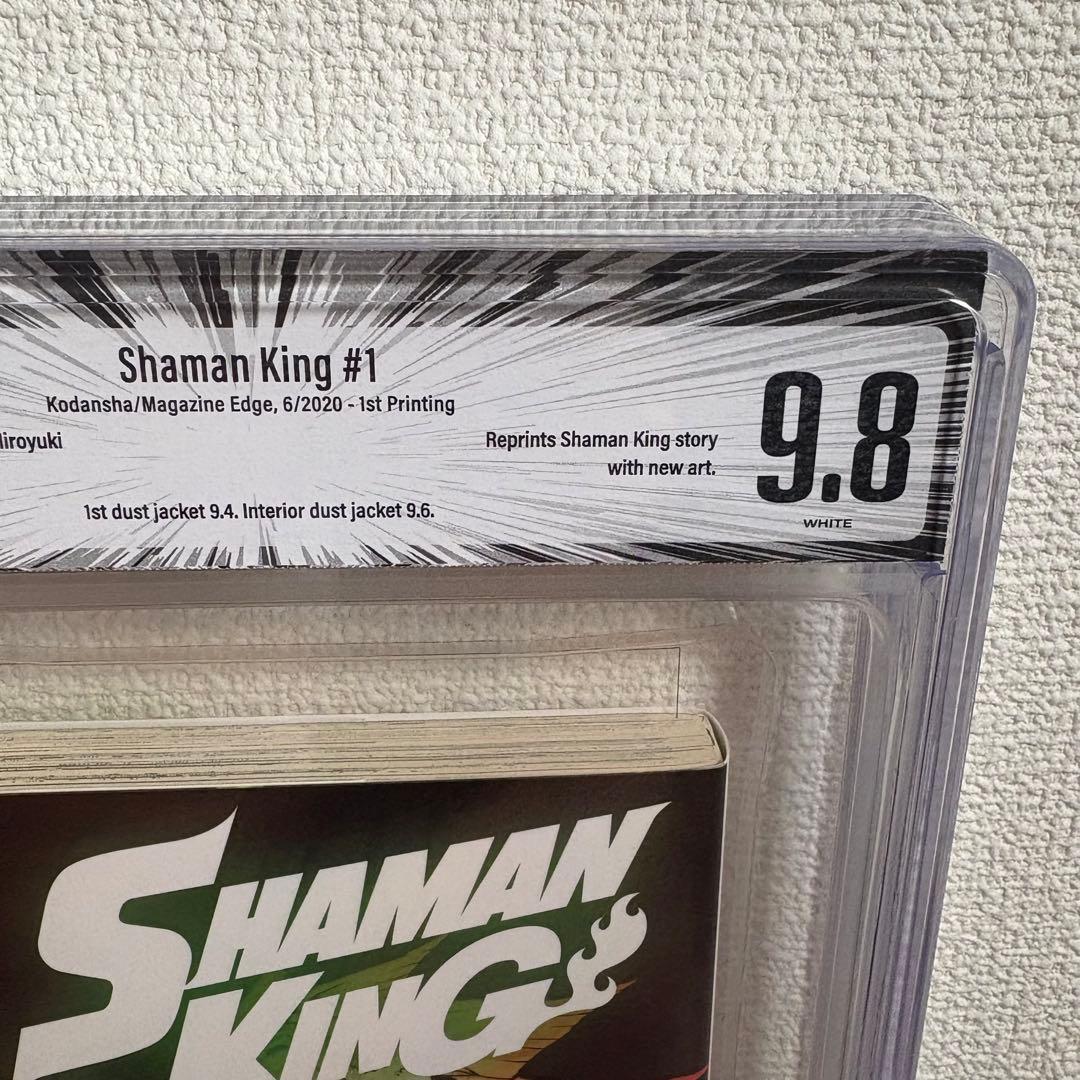 Shaman King #1
Kodansha/Magazine Edge, 6/2020 - 1st Printing
Reprints Shaman King story
with new art.
1st dust jacket 9.4. Interior dust jacket 9.6.
9.8
WHITE
SHAMAN
KING